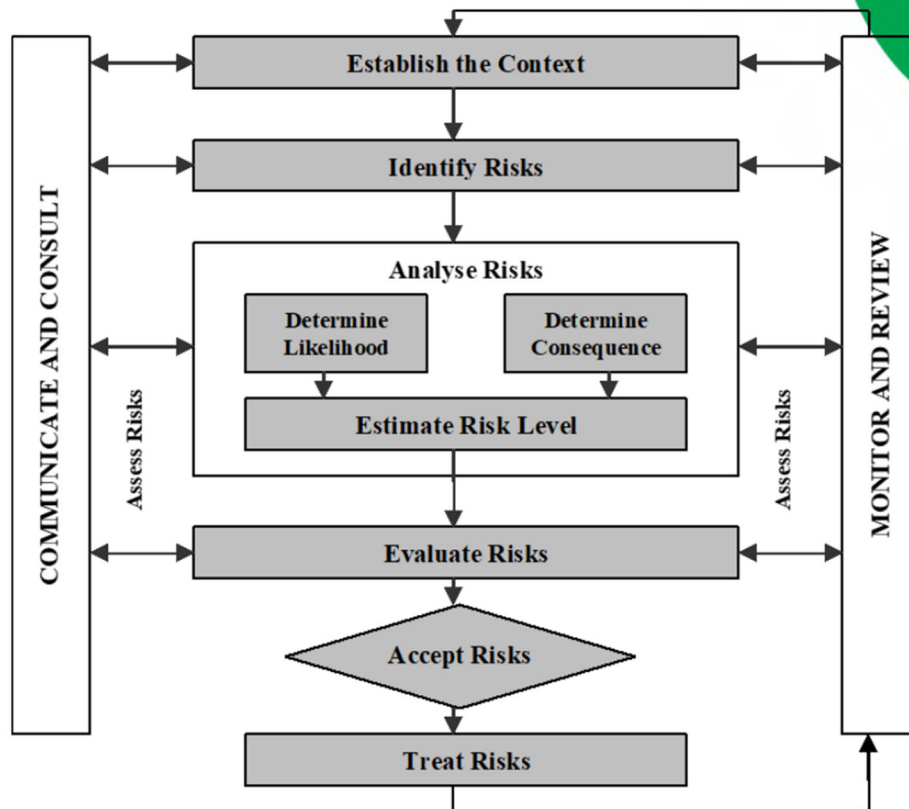 Establish the Context
Identify Risks
Analyse Risks
Determine
Likelihood
Determine
Consequence
Estimate Risk Level
Evaluate Risks
Accept Risks
Treat Risks
COMMUNICATE AND CONSULT
Assess Risks
Assess Risks
MONITOR AND REVIEW